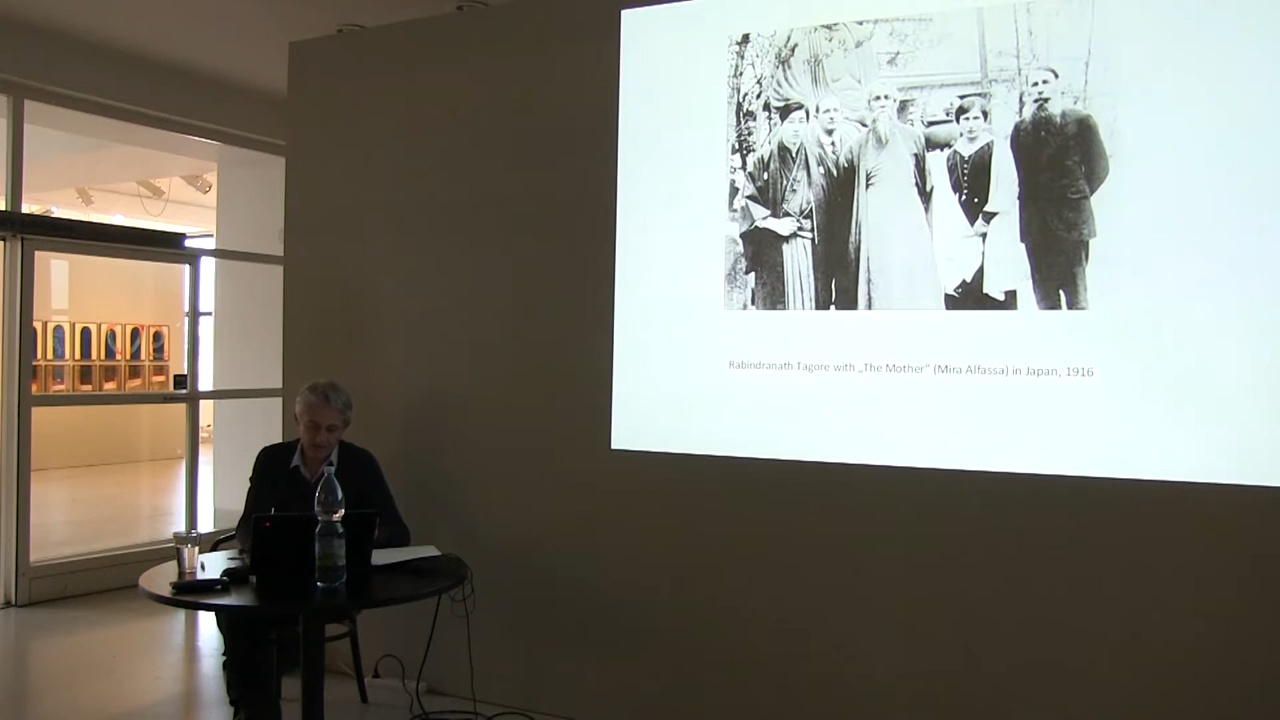 Rabindranath Tagore with „The Mother" (Mira Alfassa) in Japan, 1916